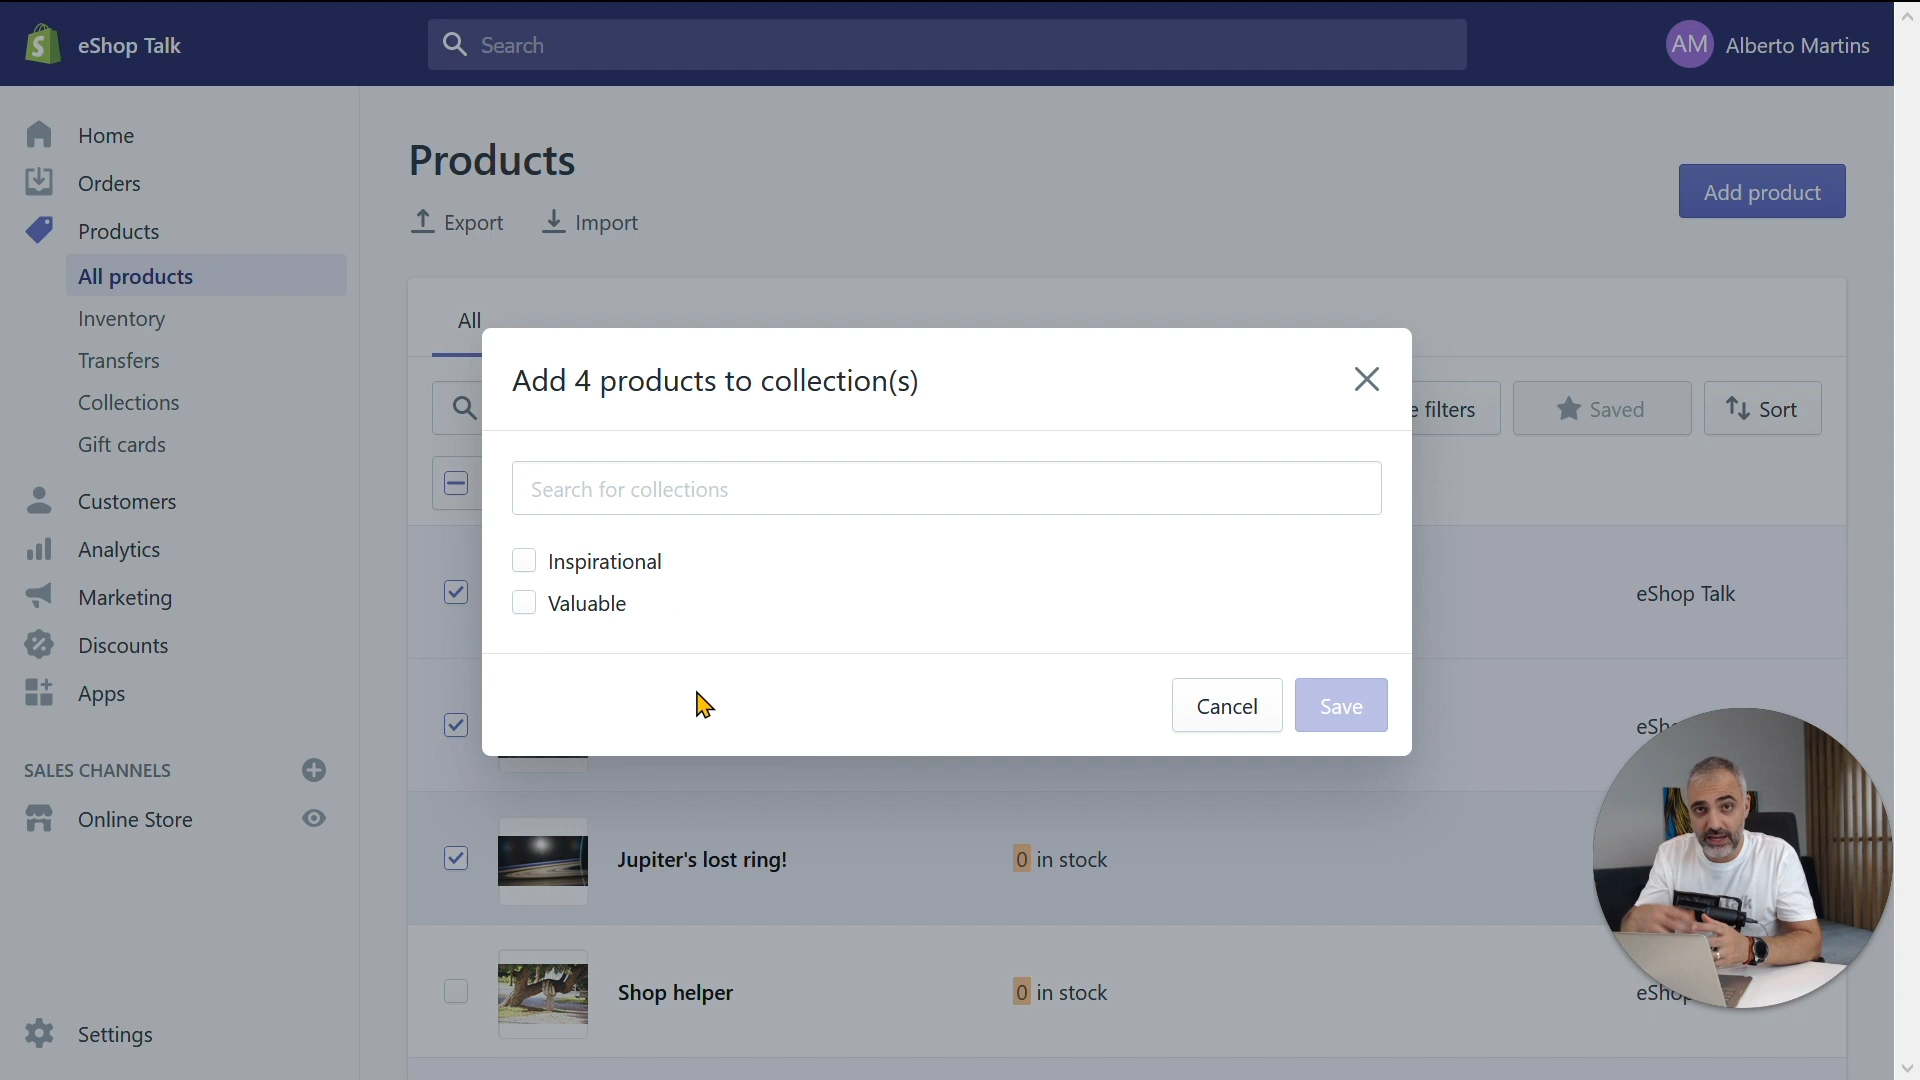 eShop Talk
Search
AM Alberto Martins
Home
Orders
Products
All products
Inventory
Transfers
Collections
Gift cards
Customers
Analytics
Marketing
Discounts
Apps
SALES CHANNELS
Online Store
Settings
Products
Export Import
Add product
All
filters Saved Sort
Add 4 products to collection(s)
Search for collections
Inspirational
Valuable
Cancel Save
eShop Talk
Jupiter's lost ring! 0 in stock
Shop helper 0 in stock